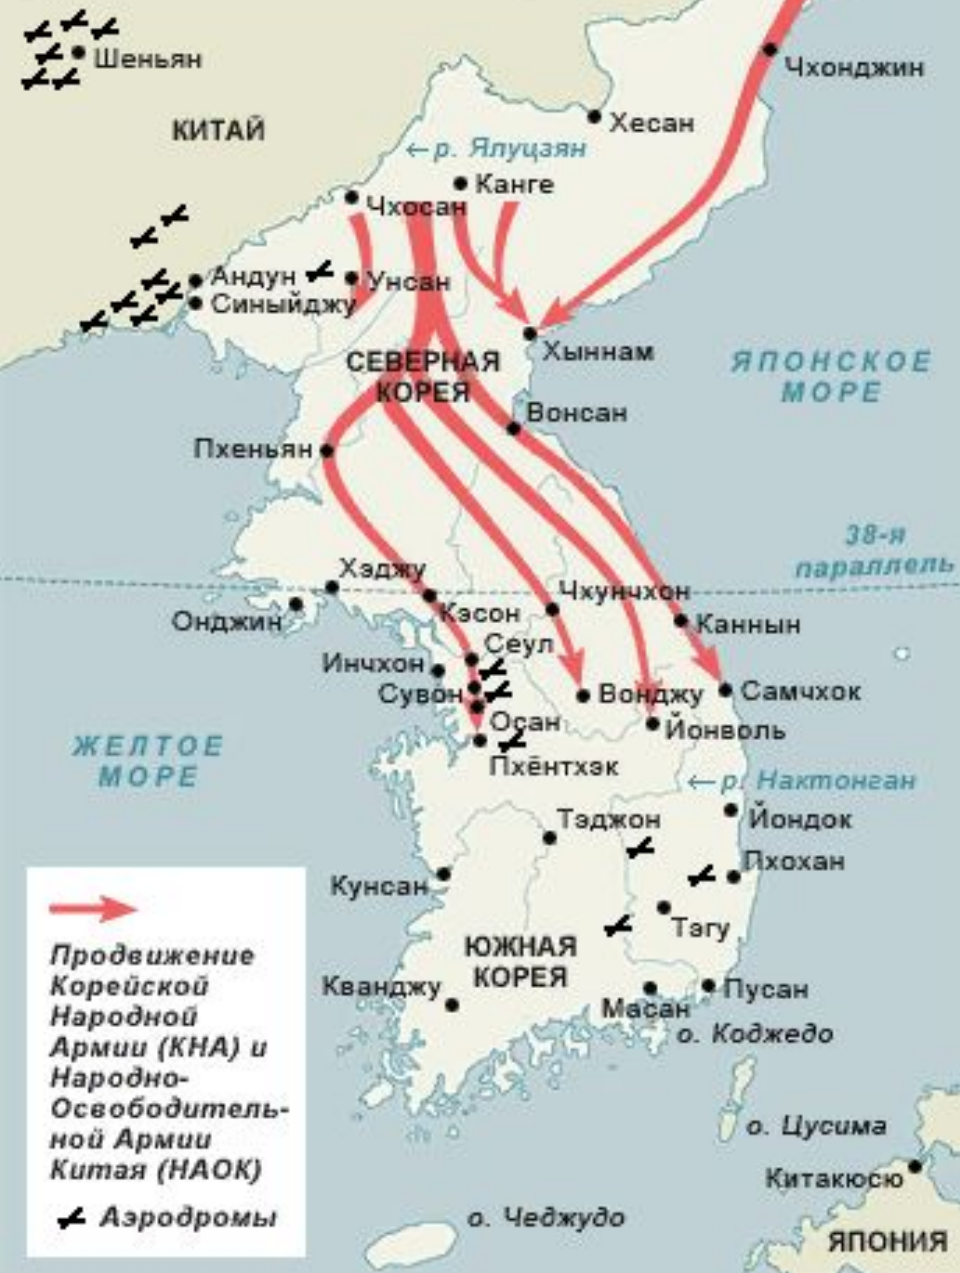 Шеньян
Чхонджин
КИТАЙ
Хесан
←р. Ялуцзян
Канге
Чхосан
Андун
Унсан
Синыйджу
Хыннам
СЕВЕРНАЯ
КОРЕЯ
ЯПОНСКОЕ
МОРЕ
Вонсан
Пхеньян
38-я
параллель
Хэджу
Чхунчхон
Онджин
Кэсон
Каннын
Сеул
Инчхон
Сувон
Вонджу
Самчхок
Осан
Йонволь
ЖЕЛТОЕ
МОРЕ
Пхёнтхэк
←р. Нактонган
Тэджон
Йондок
Пхохан
Кунсан
Тэгу
ЮЖНАЯ
КОРЕЯ
Кванджу
Масан
Пусан
о. Коджедо
о. Цусима
Китакюсю
о. Чеджудо
ЯПОНИЯ
Продвижение
Корейской
Народной
Армии (КНА) и
Народно-
Освободитель-
ной Армии
Китая (НАОК)
Аэродромы